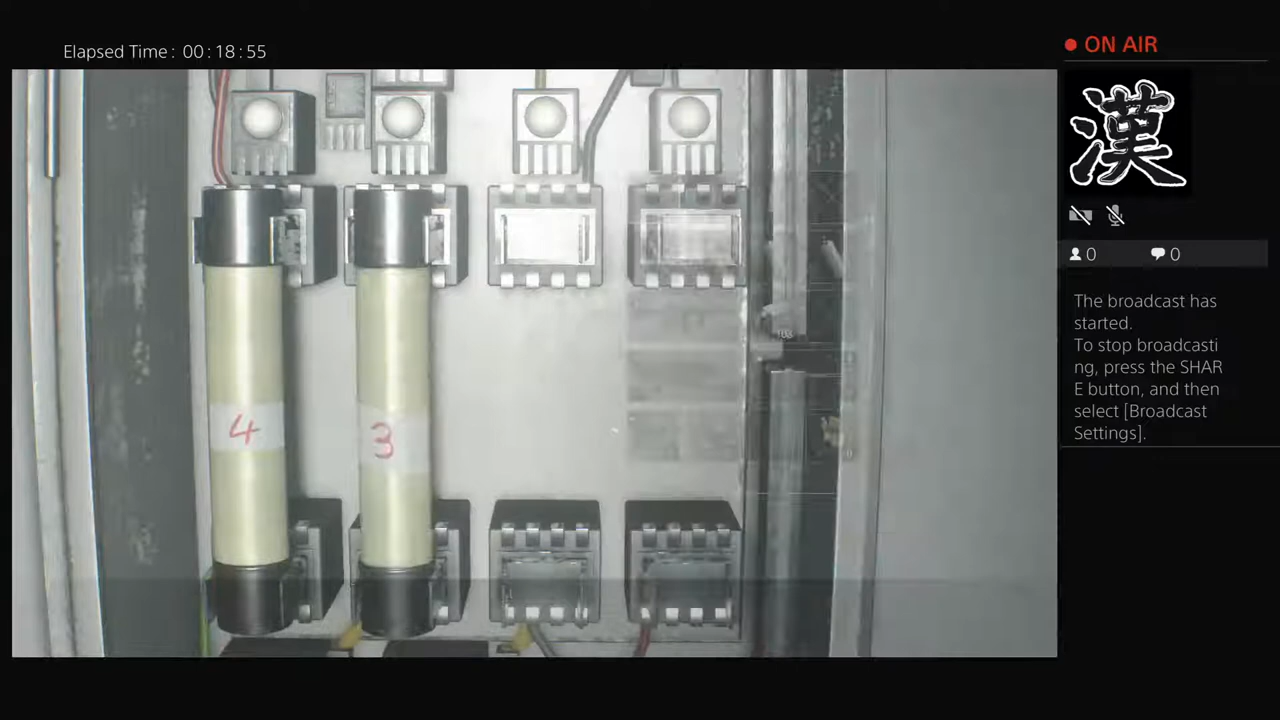 Elapsed Time: 00:18:55
ON AIR
漢
0
0
The broadcast has
started.
To stop broadcasti
ng, press the SHAR
E button, and then
select [Broadcast
Settings].
4
3